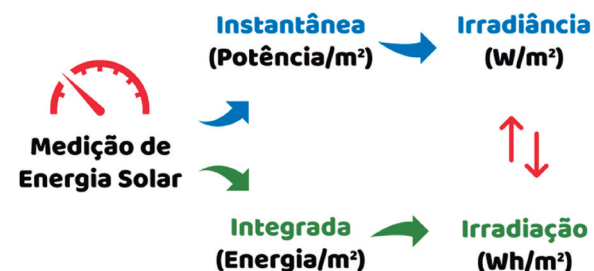 Instantânea
(Potência/m²)
Irradiância
(W/m²)
Medição de
Energia Solar
Integrada
(Energia/m²)
Irradiação
(Wh/m²)